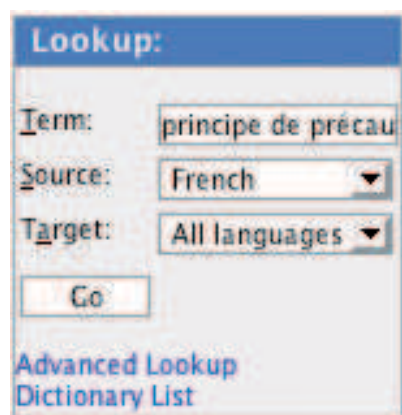 Lookup:
Term: principe de précau
Source: French
Target: All languages
Go
Advanced Lookup
Dictionary List